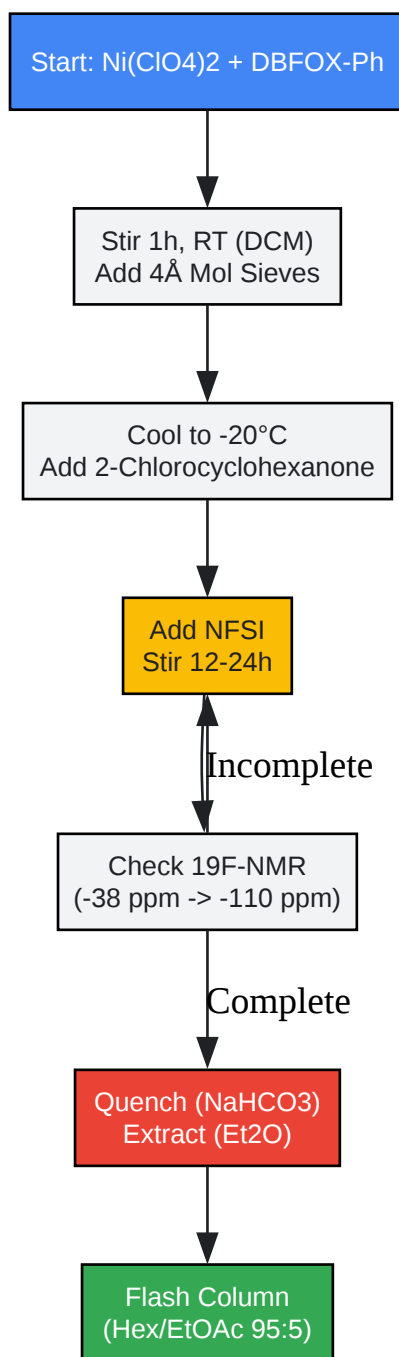 Start: Ni(ClO4)2 + DBFOX-Ph
Stir 1h, RT (DCM)
Add 4Å Mol Sieves
Cool to -20°C
Add 2-Chlorocyclohexanone
Add NFSI
Stir 12-24h
Incomplete
Check 19F-NMR
(-38 ppm -> -110 ppm)
Complete
Quench (NaHCO3)
Extract (Et2O)
Flash Column
(Hex/EtOAc 95:5)